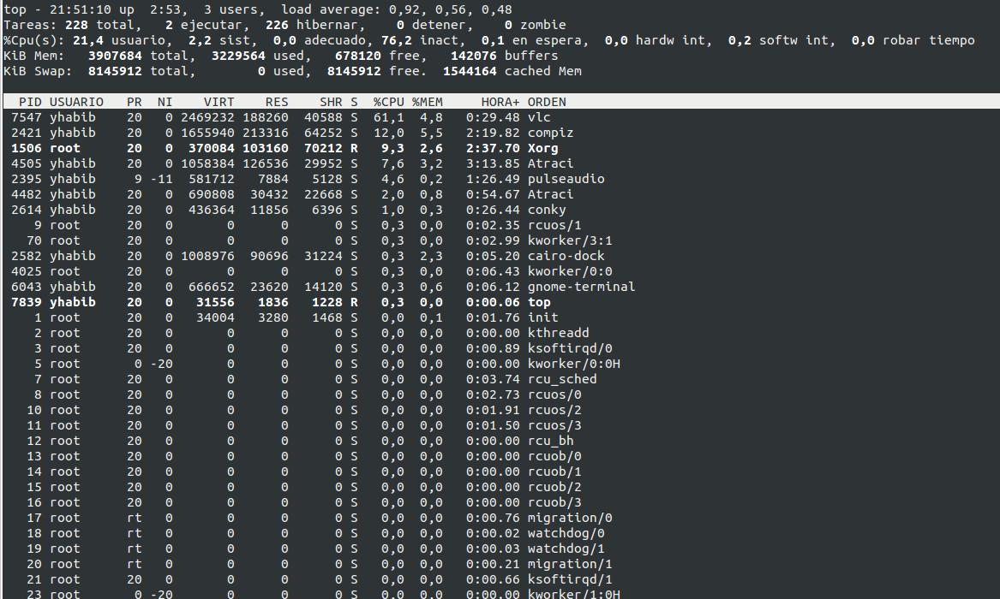 top - 21:51:10 up  2:53,  3 users,  load average: 0,92, 0,56, 0,48
Tareas: 228 total,   2 ejecutar, 226 hibernar,    0 detener,    0 zombie
%Cpu(s): 21,4 usuario,  2,2 sist,  0,0 adecuado, 76,2 inact,  0,1 en espera,  0,0 hardw int,  0,2 softw int,  0,0 robar tiempo
KiB Mem:   3907684 total,  3229564 used,   678120 free,   142076 buffers
KiB Swap:  8145912 total,        0 used,  8145912 free.  1544164 cached Mem
PID USUARIO   PR  NI    VIRT    RES    SHR S  %CPU %MEM     HORA+ ORDEN
7547 yhabib    20   0 2469232 188260  40588 S  61,1  4,8   0:29.48 vlc
2421 yhabib    20   0 1655940 213316  64252 S  12,0  5,5   2:19.82 compiz
1506 root      20   0  370084 103160  70212 R   9,3  2,6   2:37.70 Xorg
4505 yhabib    20   0 1058384 126536  29952 S   7,6  3,2   3:13.85 Atraci
2395 yhabib     9 -11  581712   7884   5128 S   4,6  0,2   1:26.49 pulseaudio
4482 yhabib    20   0  690808  30432  22668 S   2,0  0,8   0:54.67 Atraci
2614 yhabib    20   0  436364  11856   6396 S   1,0  0,3   0:26.44 conky
9 root      20   0       0      0      0 S   0,3  0,0   0:02.35 rcuos/1
70 root      20   0       0      0      0 S   0,3  0,0   0:02.99 kworker/3:1
2582 yhabib    20   0 1008976  90696  31224 S   0,3  2,3   0:05.20 cairo-dock
4025 root      20   0       0      0      0 S   0,3  0,0   0:06.43 kworker/0:0
6043 yhabib    20   0  666652  23620  14120 S   0,3  0,6   0:06.12 gnome-terminal
7839 yhabib    20   0   31556   1836   1228 R   0,3  0,0   0:00.06 top
1 root      20   0   34004   3280   1468 S   0,0  0,1   0:01.76 init
2 root      20   0       0      0      0 S   0,0  0,0   0:00.00 kthreadd
3 root      20   0       0      0      0 S   0,0  0,0   0:00.89 ksoftirqd/0
5 root       0 -20       0      0      0 S   0,0  0,0   0:00.00 kworker/0:0H
7 root      20   0       0      0      0 S   0,0  0,0   0:03.74 rcu_sched
8 root      20   0       0      0      0 S   0,0  0,0   0:02.73 rcuos/0
10 root      20   0       0      0      0 S   0,0  0,0   0:01.91 rcuos/2
11 root      20   0       0      0      0 S   0,0  0,0   0:01.50 rcuos/3
12 root      20   0       0      0      0 S   0,0  0,0   0:00.00 rcu_bh
13 root      20   0       0      0      0 S   0,0  0,0   0:00.00 rcuob/0
14 root      20   0       0      0      0 S   0,0  0,0   0:00.00 rcuob/1
15 root      20   0       0      0      0 S   0,0  0,0   0:00.00 rcuob/2
16 root      20   0       0      0      0 S   0,0  0,0   0:00.00 rcuob/3
17 root      rt   0       0      0      0 S   0,0  0,0   0:00.76 migration/0
18 root      rt   0       0      0      0 S   0,0  0,0   0:00.02 watchdog/0
19 root      rt   0       0      0      0 S   0,0  0,0   0:00.03 watchdog/1
20 root      rt   0       0      0      0 S   0,0  0,0   0:00.21 migration/1
21 root      20   0       0      0      0 S   0,0  0,0   0:00.66 ksoftirqd/1
23 root       0 -20       0      0      0 S   0,0  0,0   0:00.00 kworker/1:0H